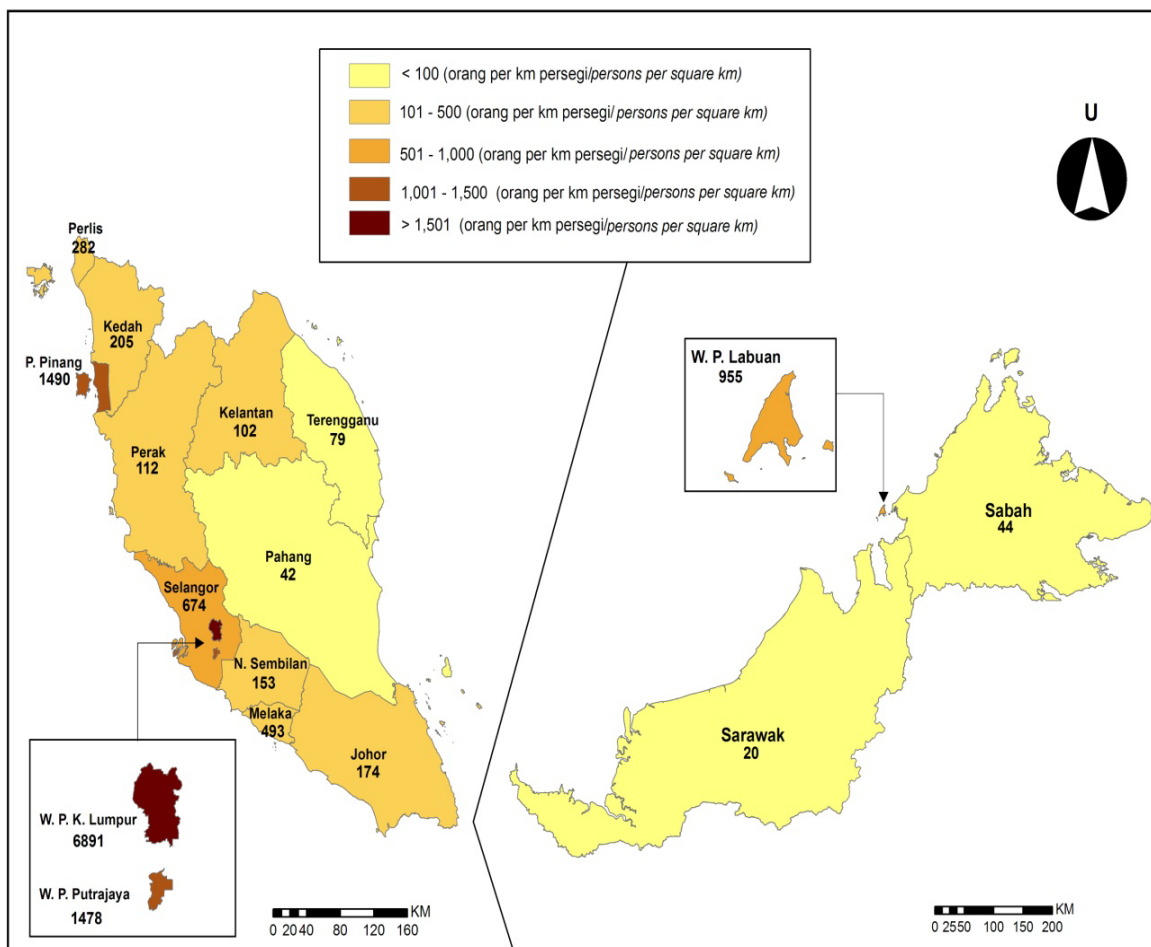 < 100 (orang per km persegi/persons per square km)
101 - 500 (orang per km persegi/persons per square km)
501 - 1,000 (orang per km persegi/persons per square km)
1,001 - 1,500 (orang per km persegi/persons per square km)
> 1,501 (orang per km persegi/persons per square km)
U
Perlis
282
Kedah
205
P. Pinang
1490
Kelantan
102
Terengganu
79
Perak
112
Pahang
42
Selangor
674
N. Sembilan
153
Melaka
493
Johor
174
W. P. K. Lumpur
6891
W. P. Putrajaya
1478
KM
0 20 40 80 120 160
W. P. Labuan
955
Sabah
44
Sarawak
20
KM
0 25 50 100 150 200